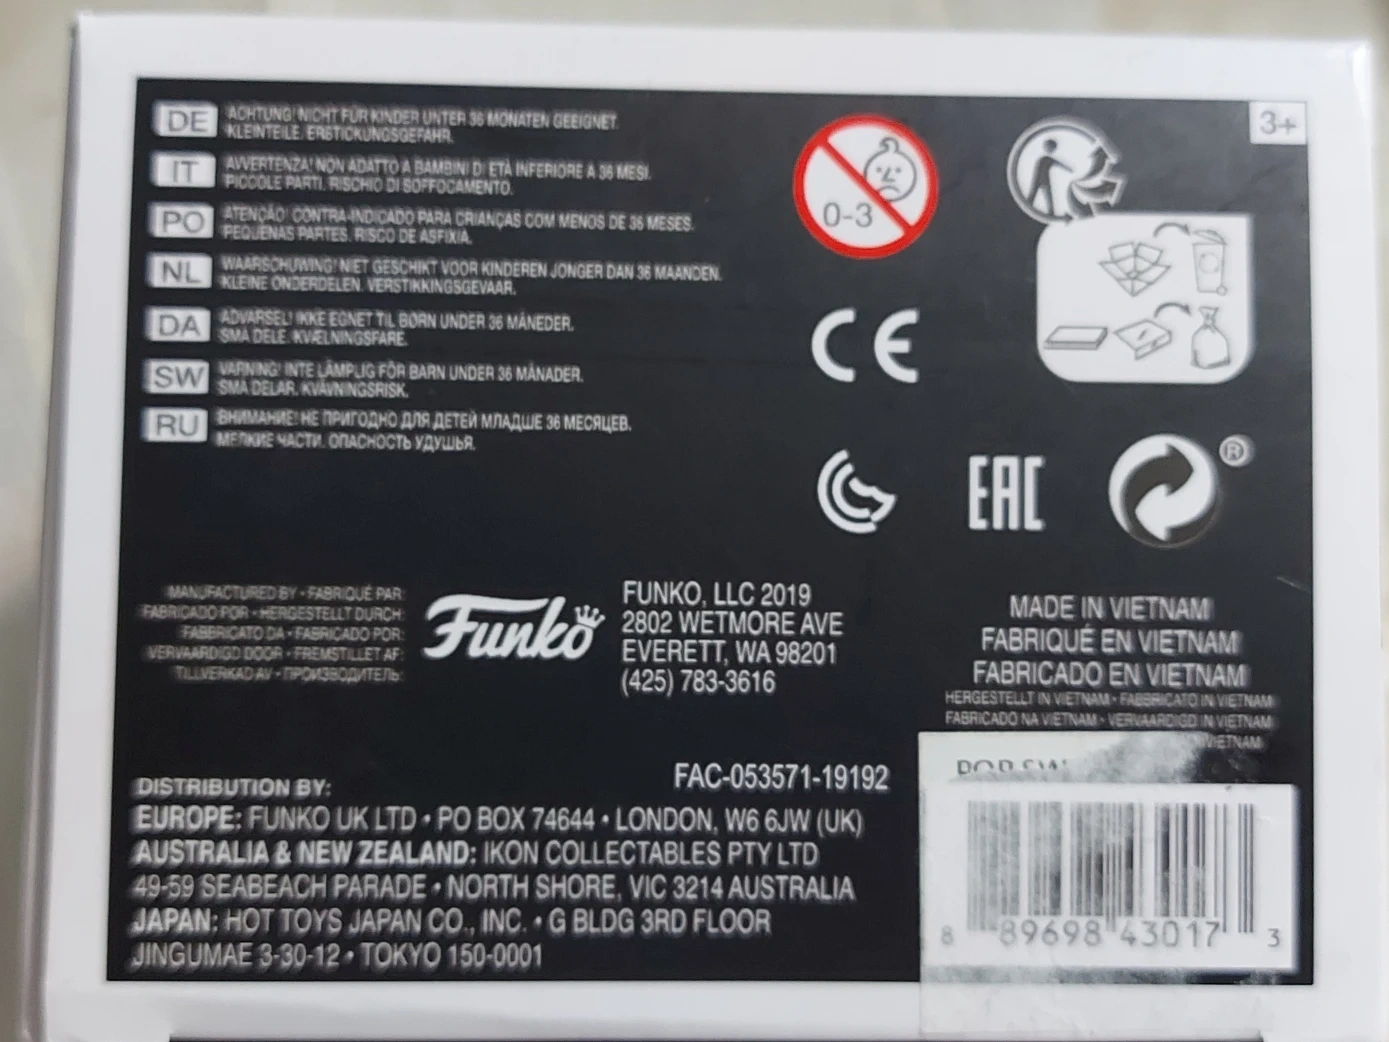 DE ACHTUNG! NICHT FÜR KINDER UNTER 36 MONATEN GEEIGNET.
KLEINTEILE. ERSTICKUNGSGEFAHR.
IT AVVERTENZA! NON ADATTO A BAMBINI DI ETÀ INFERIORE A 36 MESI.
PICCOLE PARTI. RISCHIO DI SOFFOCAMENTO.
PO ATENÇÃO! CONTRA-INDICADO PARA CRIANÇAS COM MENOS DE 36 MESES.
PEQUENAS PARTES. RISCO DE ASFIXIA.
NL WAARSCHUWING! NIET GESCHIKT VOOR KINDEREN JONGER DAN 36 MAANDEN.
KLEINE ONDERDELEN. VERSTIKKINGSGEVAAR.
DA ADVARSEL! IKKE EGNET TIL BØRN UNDER 36 MÅNEDER.
SMÅ DELE. KVÆLNINGSFARE.
SW VARNING! INTE LÄMPLIG FÖR BARN UNDER 36 MÅNADER.
SMÅ DELAR. KVÄVNINGSRISK.
RU ВНИМАНИЕ! НЕ ПРИГОДНО ДЛЯ ДЕТЕЙ МЛАДШЕ 36 МЕСЯЦЕВ.
МЕЛКИЕ ЧАСТИ. ОПАСНОСТЬ УДУШЬЯ.
0-3
3+
CE
EAC
®
MANUFACTURED BY • FABRIQUÉ PAR:
FABRICADO POR • HERGESTELLT DURCH:
FABBRICATO DA • FABRICADO POR:
VERVAARDIGD DOOR • FREMSTILLET AF:
TILLVERKAD AV • ПРОИЗВОДИТЕЛЬ:
Funko
FUNKO, LLC 2019
2802 WETMORE AVE
EVERETT, WA 98201
(425) 783-3616
MADE IN VIETNAM
FABRIQUÉ EN VIETNAM
FABRICADO EN VIETNAM
HERGESTELLT IN VIETNAM • FABBRICATO IN VIETNAM
FABRICADO NA VIETNAM • VERVAARDIGD IN VIETNAM
VIETNAM
FAC-053571-19192
DISTRIBUTION BY:
EUROPE: FUNKO UK LTD • PO BOX 74644 • LONDON, W6 6JW (UK)
AUSTRALIA & NEW ZEALAND: IKON COLLECTABLES PTY LTD
49-59 SEABEACH PARADE • NORTH SHORE, VIC 3214 AUSTRALIA
JAPAN: HOT TOYS JAPAN CO., INC. • G BLDG 3RD FLOOR
JINGUMAE 3-30-12 • TOKYO 150-0001
POP SW
8 89698 43017 3